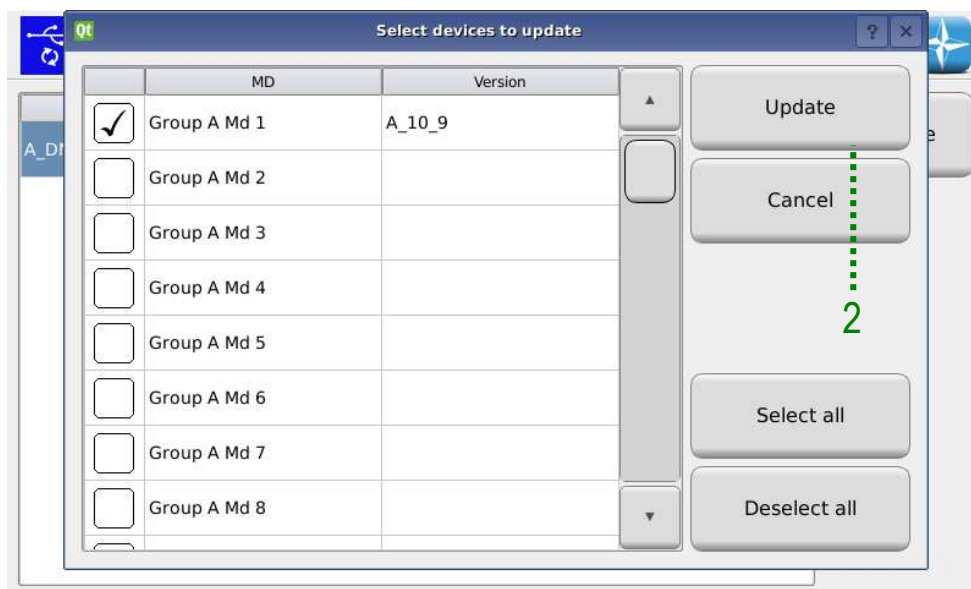 Qt Select devices to update ? ×
MD Version
Group A Md 1 A_10_9
Group A Md 2
Group A Md 3
Group A Md 4
Group A Md 5
Group A Md 6
Group A Md 7
Group A Md 8
Update
Cancel
2
Select all
Deselect all